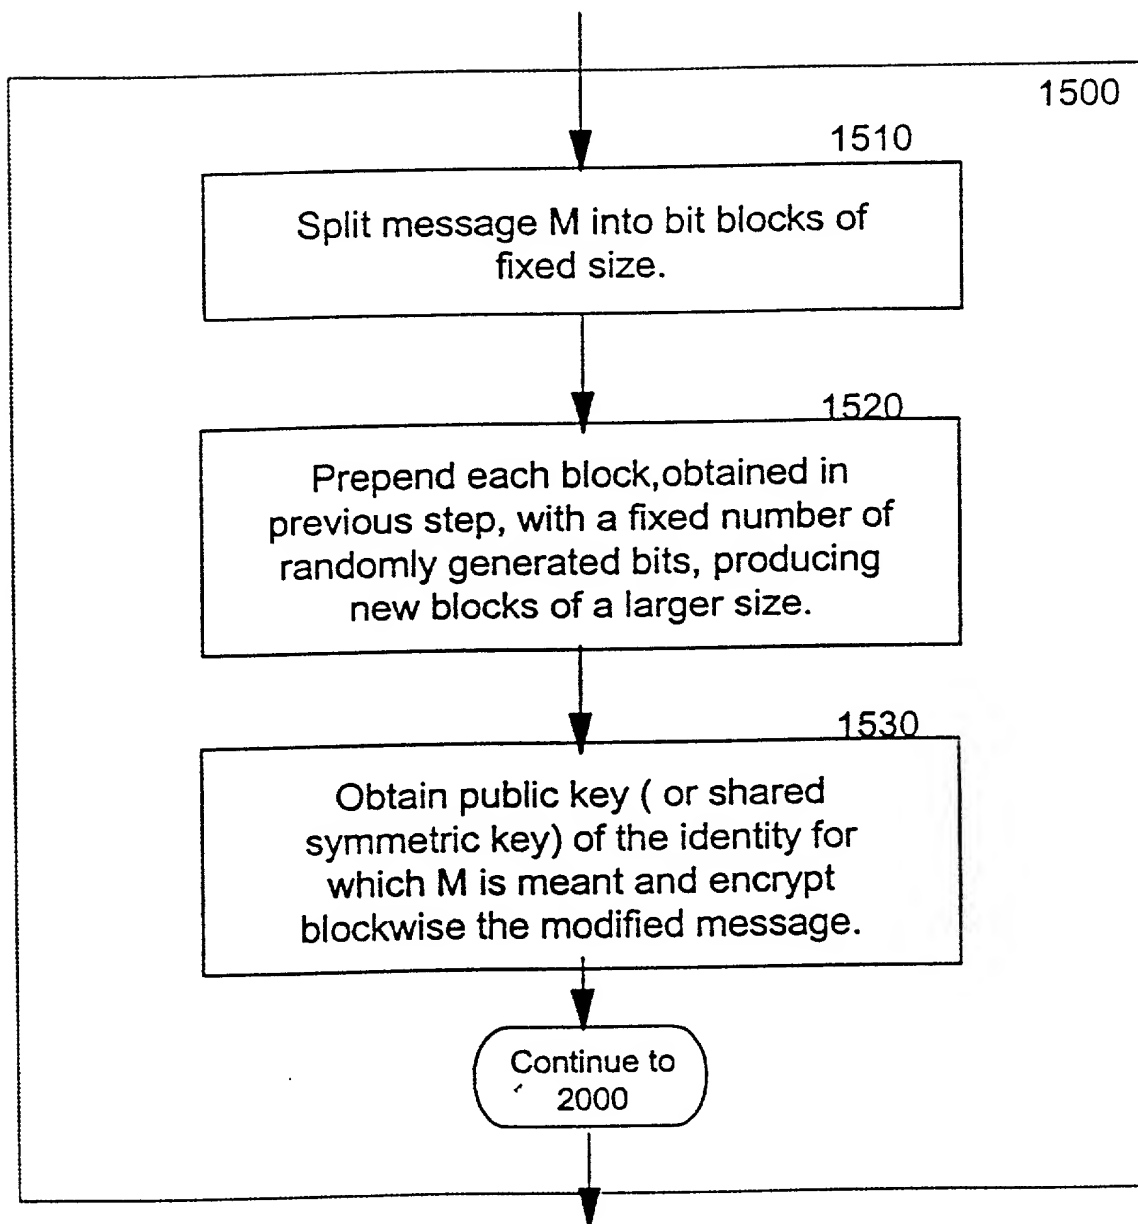 1500
1510
Split message M into bit blocks of
fixed size.
1520
Prepend each block,obtained in
previous step, with a fixed number of
randomly generated bits, producing
new blocks of a larger size.
1530
Obtain public key ( or shared
symmetric key) of the identity for
which M is meant and encrypt
blockwise the modified message.
Continue to
2000